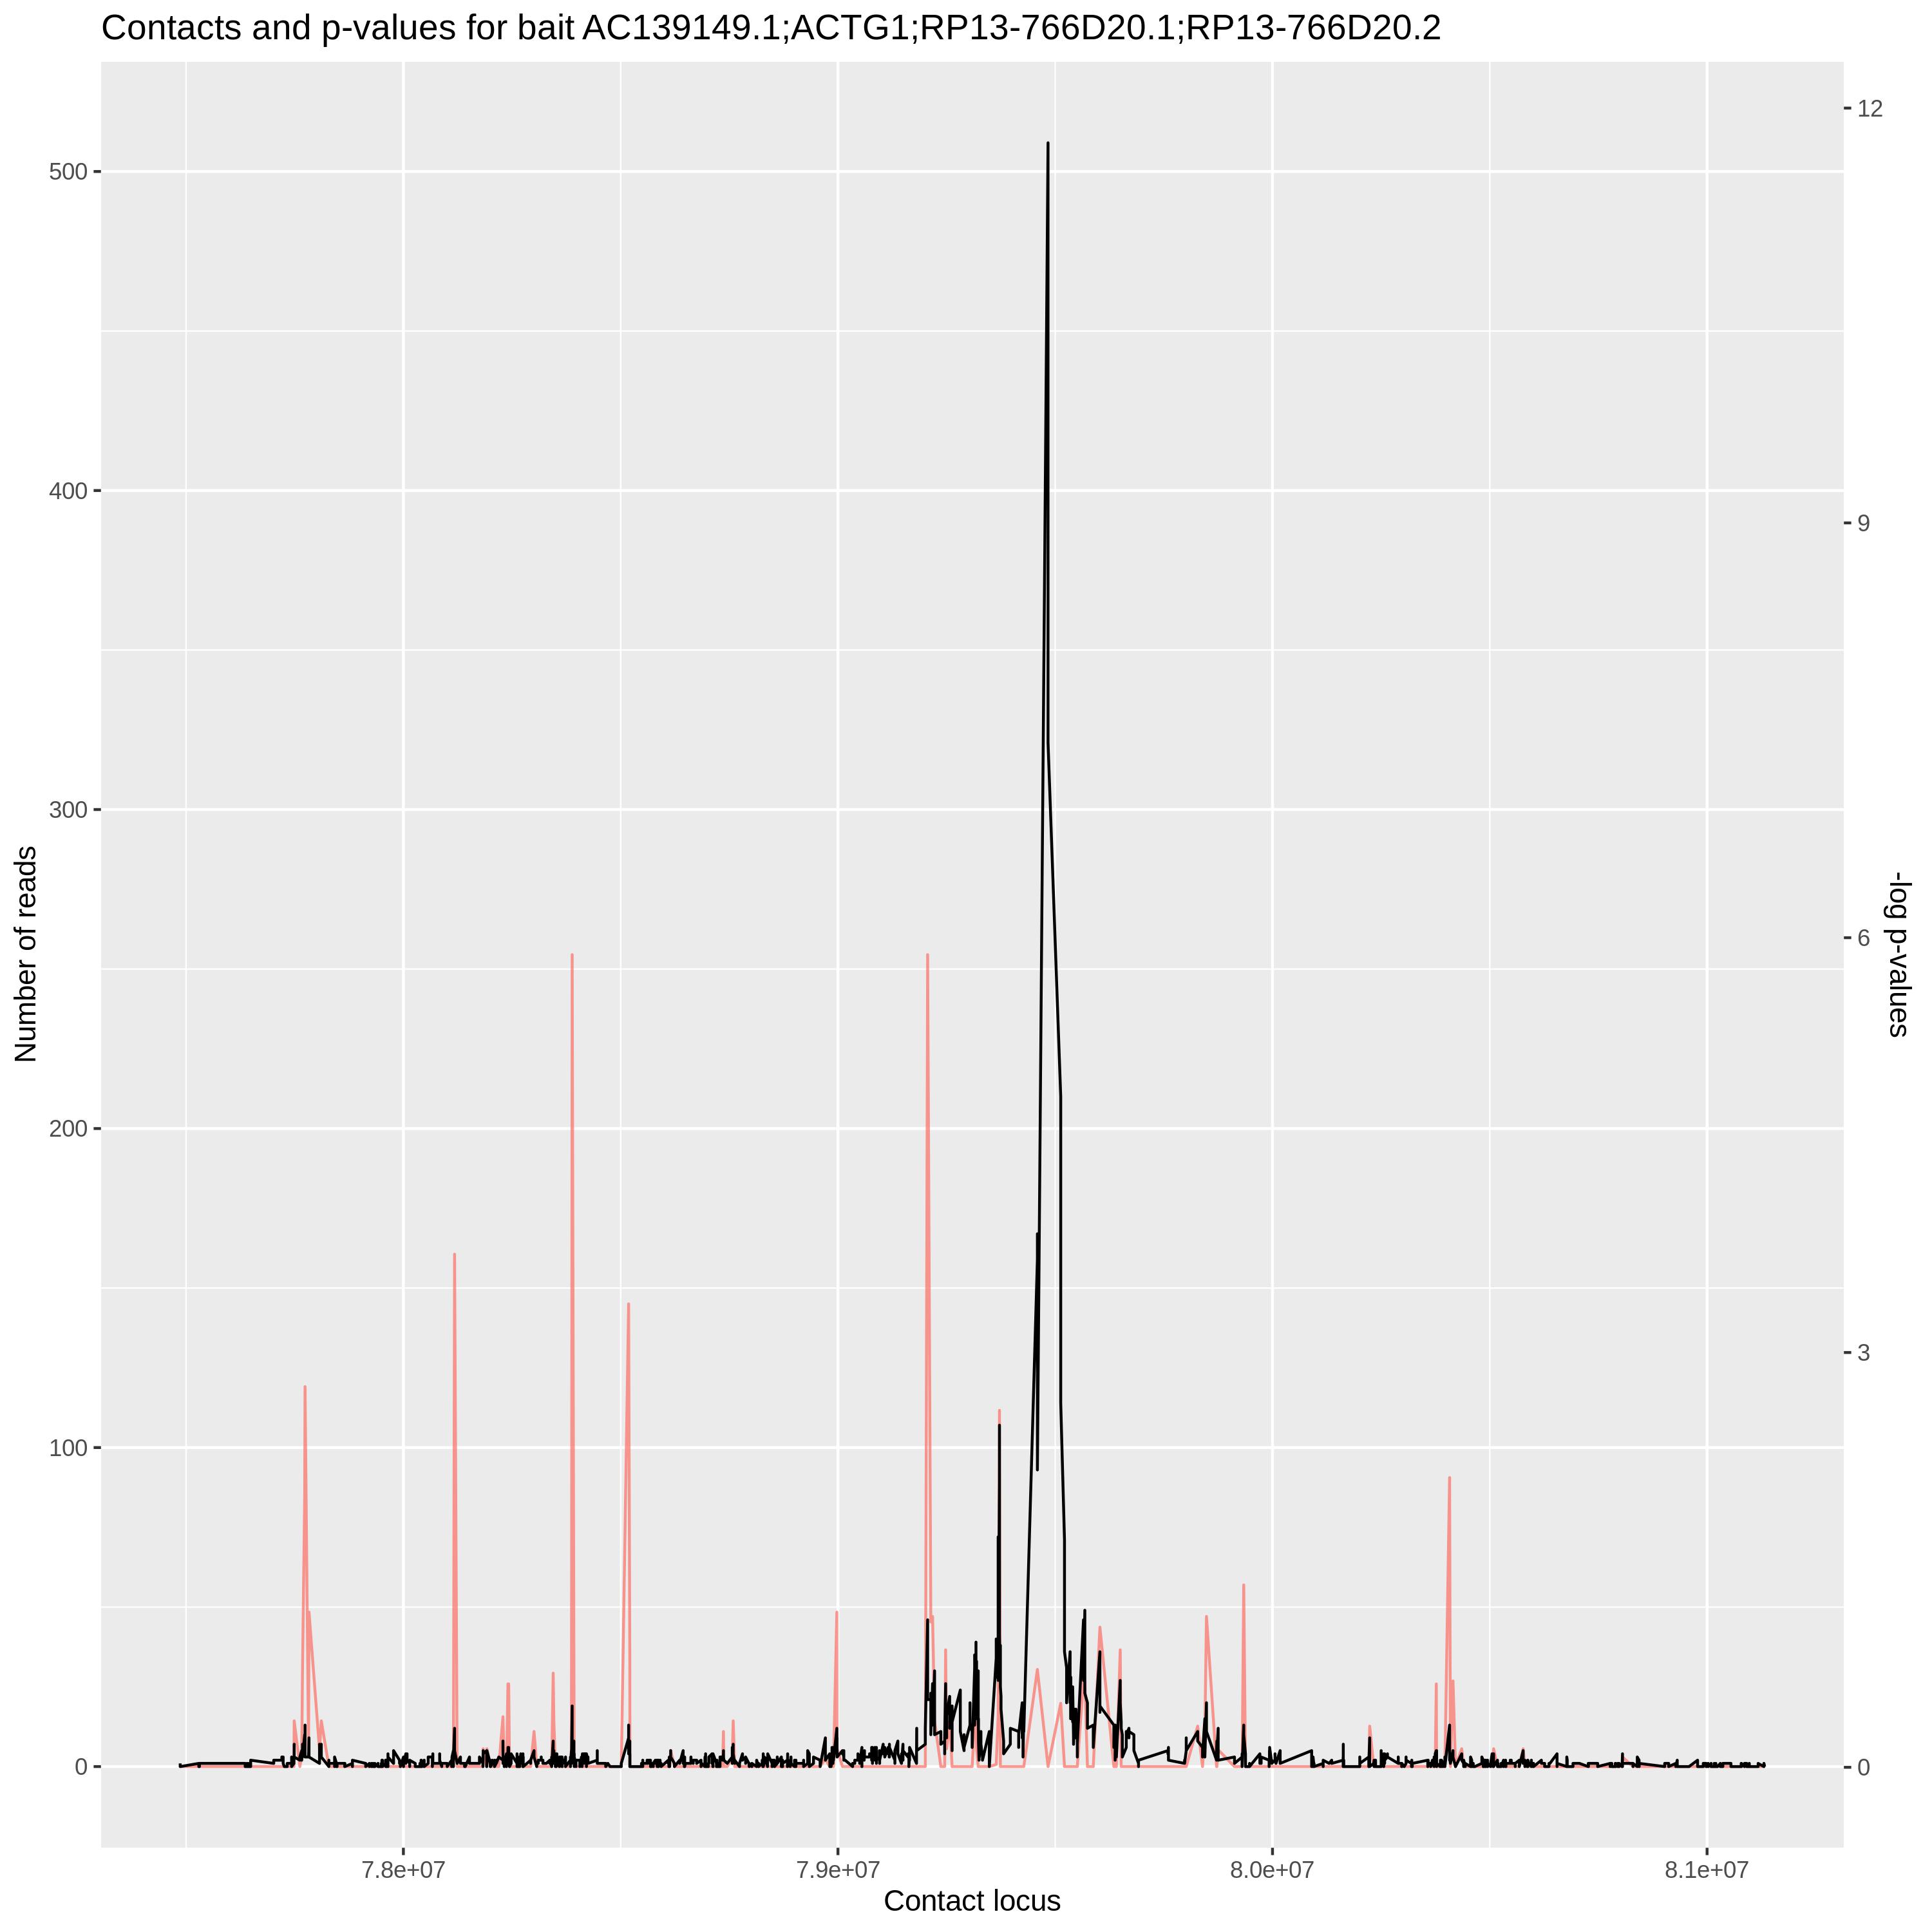 Contacts and p-values for bait AC139149.1;ACTG1;RP13-766D20.1;RP13-766D20.2
500
400
300
200
100
0
Number of reads
12
9
6
3
0
-log p-values
7.8e+07
7.9e+07
8.0e+07
8.1e+07
Contact locus